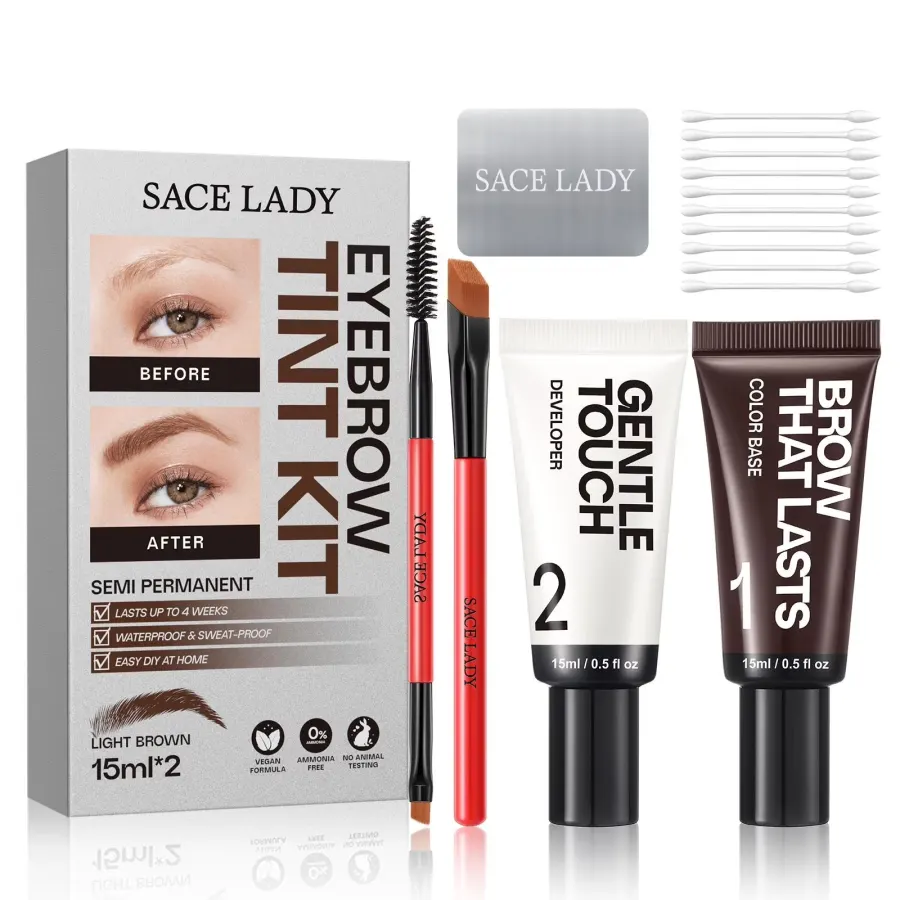 SACE LADY
EYEBROW
TINT KIT
BEFORE
AFTER
SEMI PERMANENT
LASTS UP TO 4 WEEKS
WATERPROOF & SWEAT-PROOF
EASY DIY AT HOME
LIGHT BROWN
15ml*2
VEGAN
FORMULA
0%
AMMONIA
AMMONIA
FREE
NO ANIMAL
TESTING
SACE LADY
SACE LADY
SACE LADY
GENTLE
TOUCH
DEVELOPER
2
15ml / 0.5 fl oz
BROW
THAT LASTS
COLOR BASE
1
15ml / 0.5 fl oz